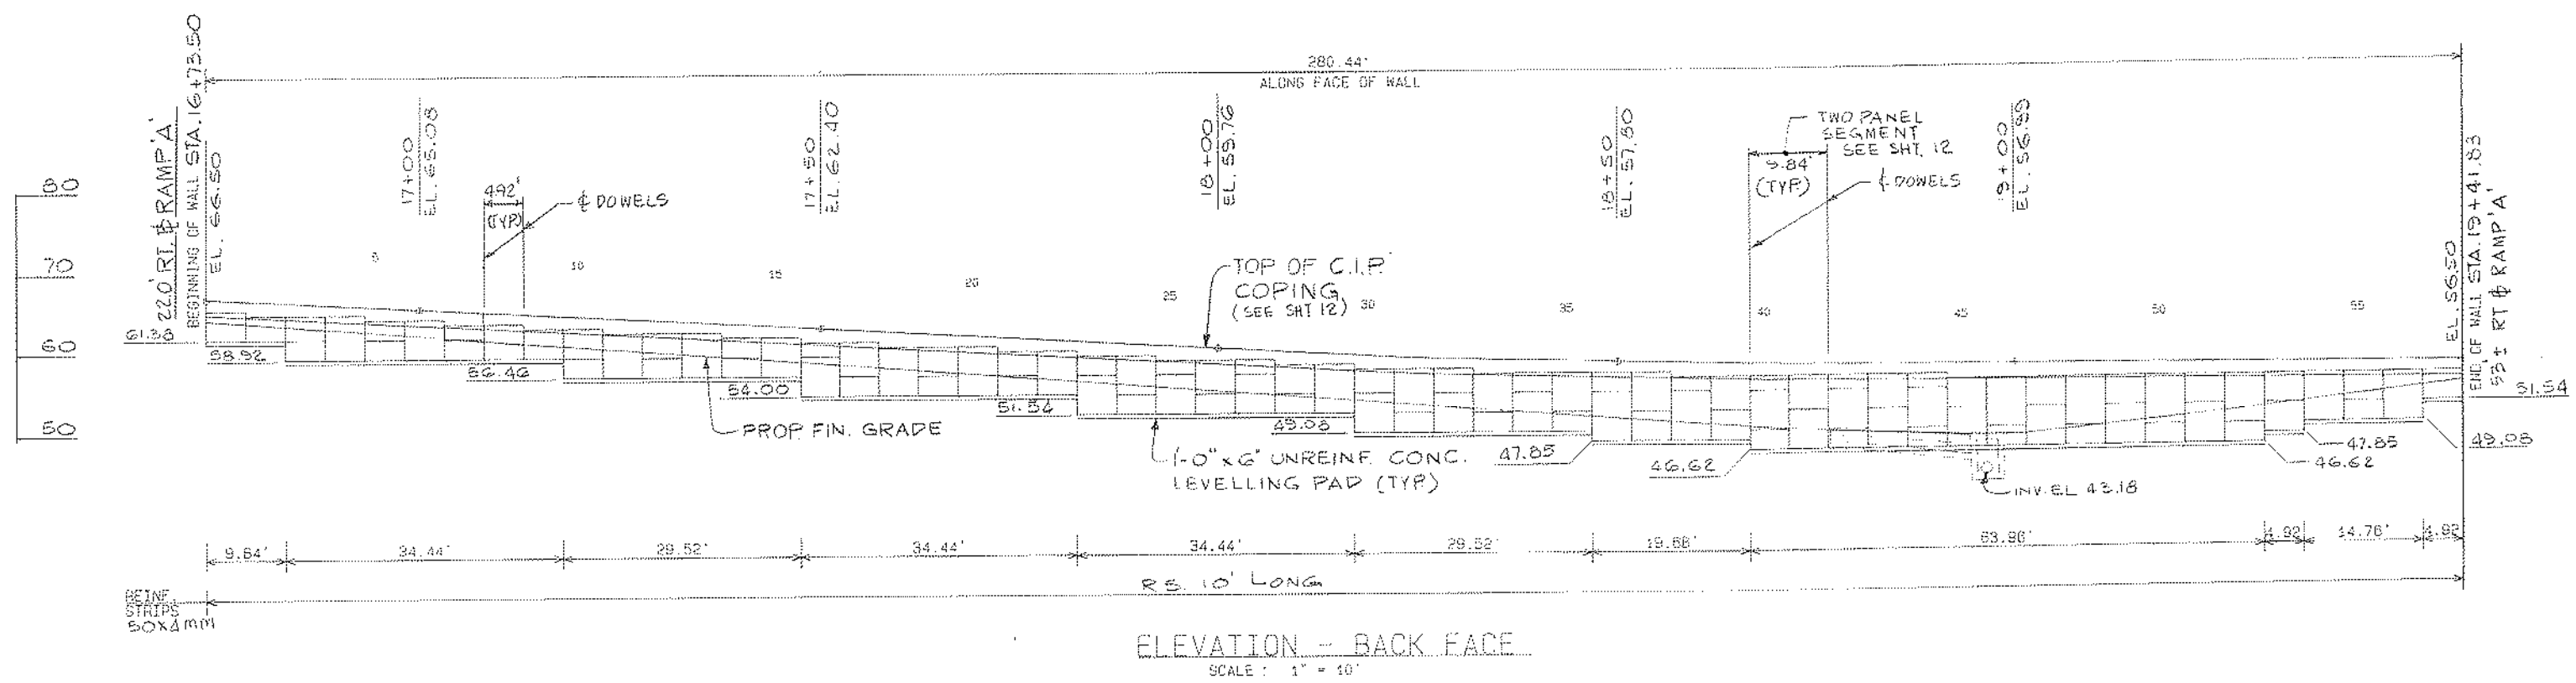 280.44'
ALONG FACE OF WALL
22.0' RT. ℄ RAMP 'A'
BEGINNING OF WALL STA. 16+73.50
EL. 66.50
17+00
EL. 65.08
4.92'
(TYP.)
℄ DOWELS
17+50
EL. 62.40
18+00
EL. 59.76
18+50
EL. 57.80
TWO PANEL
SEGMENT
SEE SHT. 12
9.84'
(TYP.)
℄ DOWELS
19+00
EL. 56.89
EL. 56.50
END OF WALL STA. 19+41.83
53'± RT ℄ RAMP 'A'
80
70
60
50
5
10
15
20
25
30
35
40
45
50
55
TOP OF C.I.P.
COPING
(SEE SHT 12)
61.38
58.92
56.46
54.00
51.54
49.08
47.85
46.62
46.62
47.85
49.08
51.54
PROP. FIN. GRADE
1'-0" x 6" UNREINF. CONC.
LEVELLING PAD (TYP.)
INV. EL 43.18
9.84'
34.44'
29.52'
34.44'
34.44'
29.52'
19.68'
63.96'
4.92
14.76'
4.92
R.S. 10' LONG
REINF.
STRIPS
50X4mm
ELEVATION - BACK FACE
SCALE : 1" = 10'